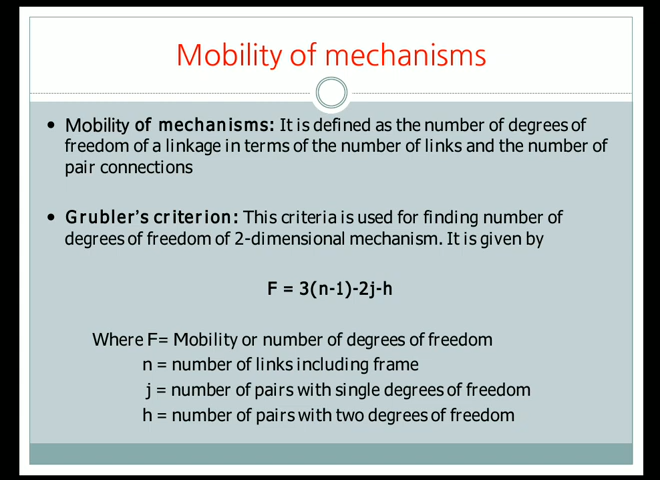 Mobility of mechanisms
• Mobility of mechanisms: It is defined as the number of degrees of
freedom of a linkage in terms of the number of links and the number of
pair connections
• Grubler's criterion: This criteria is used for finding number of
degrees of freedom of 2-dimensional mechanism. It is given by
F = 3(n-1)-2j-h
Where F= Mobility or number of degrees of freedom
n = number of links including frame
j = number of pairs with single degrees of freedom
h = number of pairs with two degrees of freedom